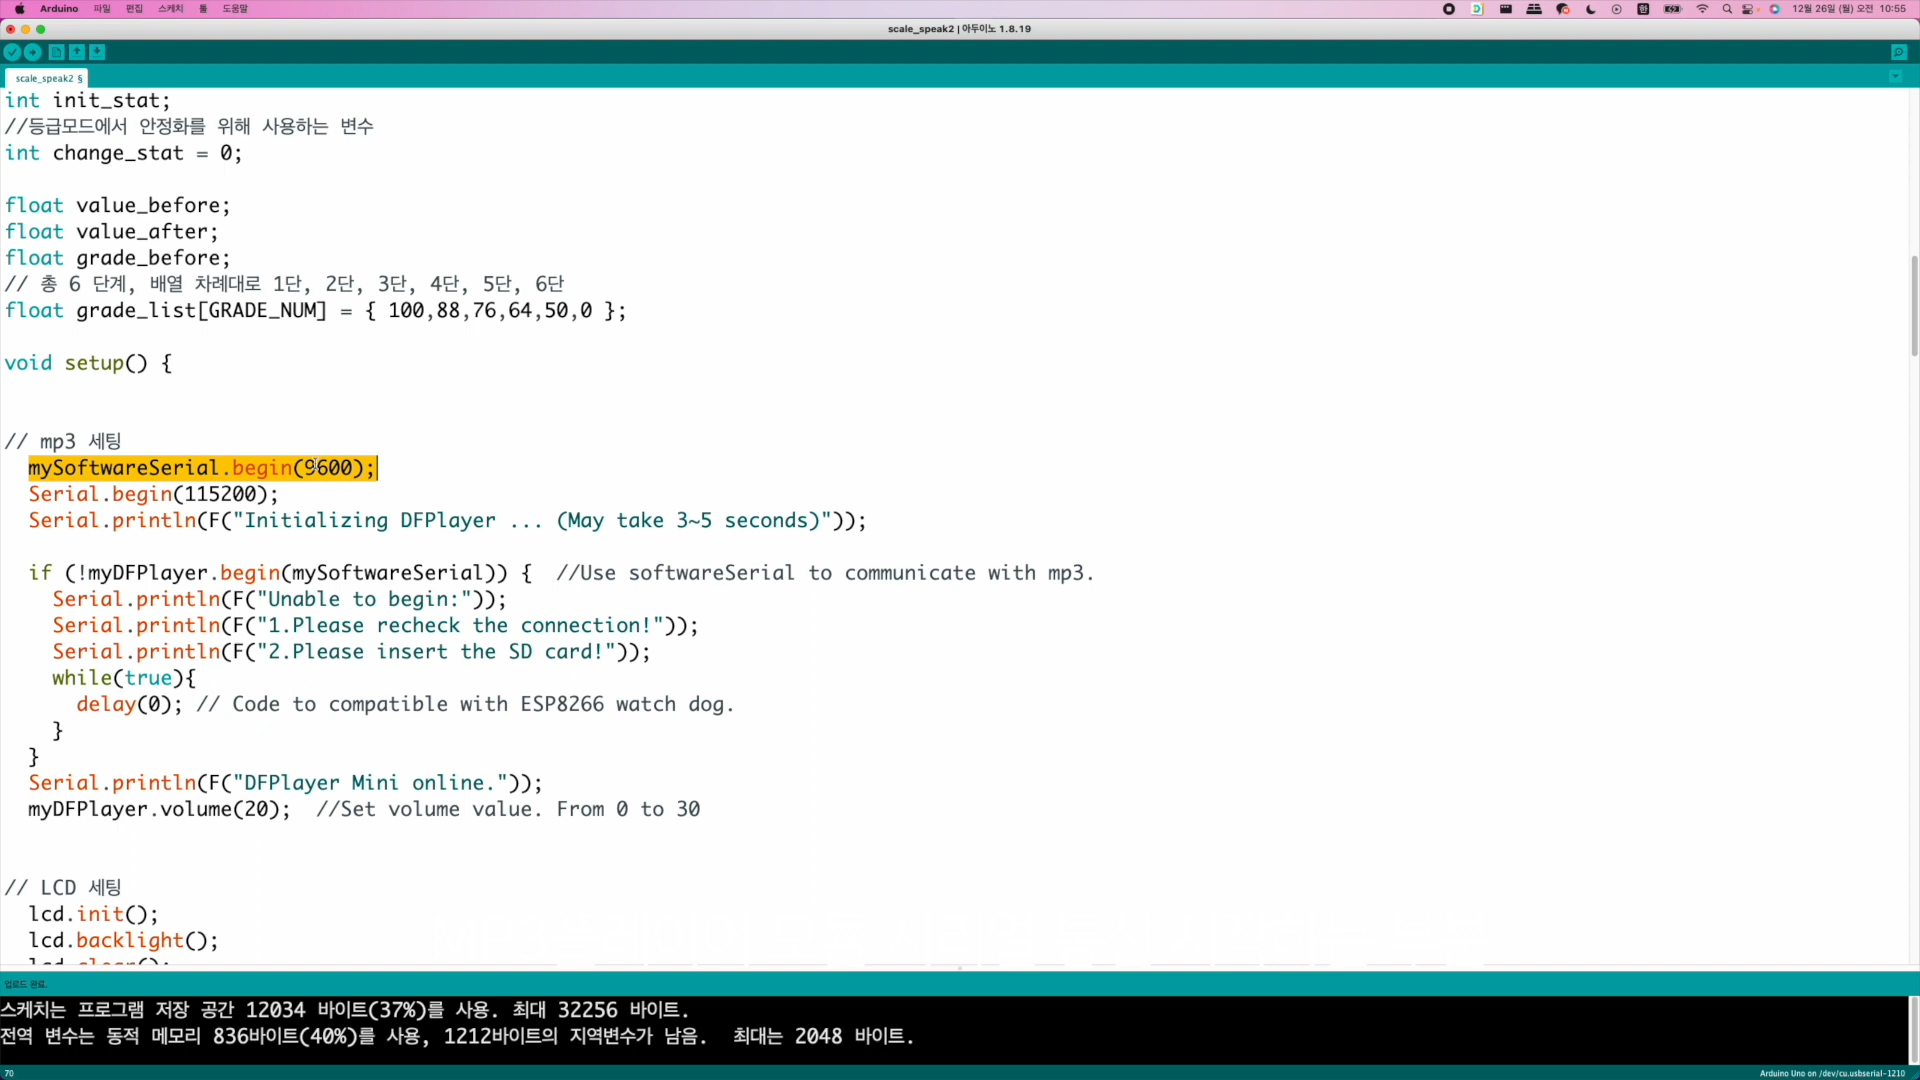 Arduino 파일 편집 스케치 툴 도움말
12월 26일 (월) 오전 10:55
scale_speak2 | 아두이노 1.8.19
scale_speak2 §
int init_stat;
//등급모드에서 안정화를 위해 사용하는 변수
int change_stat = 0;
float value_before;
float value_after;
float grade_before;
// 총 6 단계, 배열 차례대로 1단, 2단, 3단, 4단, 5단, 6단
float grade_list[GRADE_NUM] = { 100,88,76,64,50,0 };
void setup() {
// mp3 세팅
mySoftwareSerial.begin(9600);
Serial.begin(115200);
Serial.println(F("Initializing DFPlayer ... (May take 3~5 seconds)"));
if (!myDFPlayer.begin(mySoftwareSerial)) {  //Use softwareSerial to communicate with mp3.
Serial.println(F("Unable to begin:"));
Serial.println(F("1.Please recheck the connection!"));
Serial.println(F("2.Please insert the SD card!"));
while(true){
delay(0); // Code to compatible with ESP8266 watch dog.
}
}
Serial.println(F("DFPlayer Mini online."));
myDFPlayer.volume(20);  //Set volume value. From 0 to 30
// LCD 세팅
lcd.init();
lcd.backlight();
lcd.clear();
업로드 완료.
스케치는 프로그램 저장 공간 12034 바이트(37%)를 사용. 최대 32256 바이트.
전역 변수는 동적 메모리 836바이트(40%)를 사용, 1212바이트의 지역변수가 남음.  최대는 2048 바이트.
70
Arduino Uno on /dev/cu.usbserial-1210